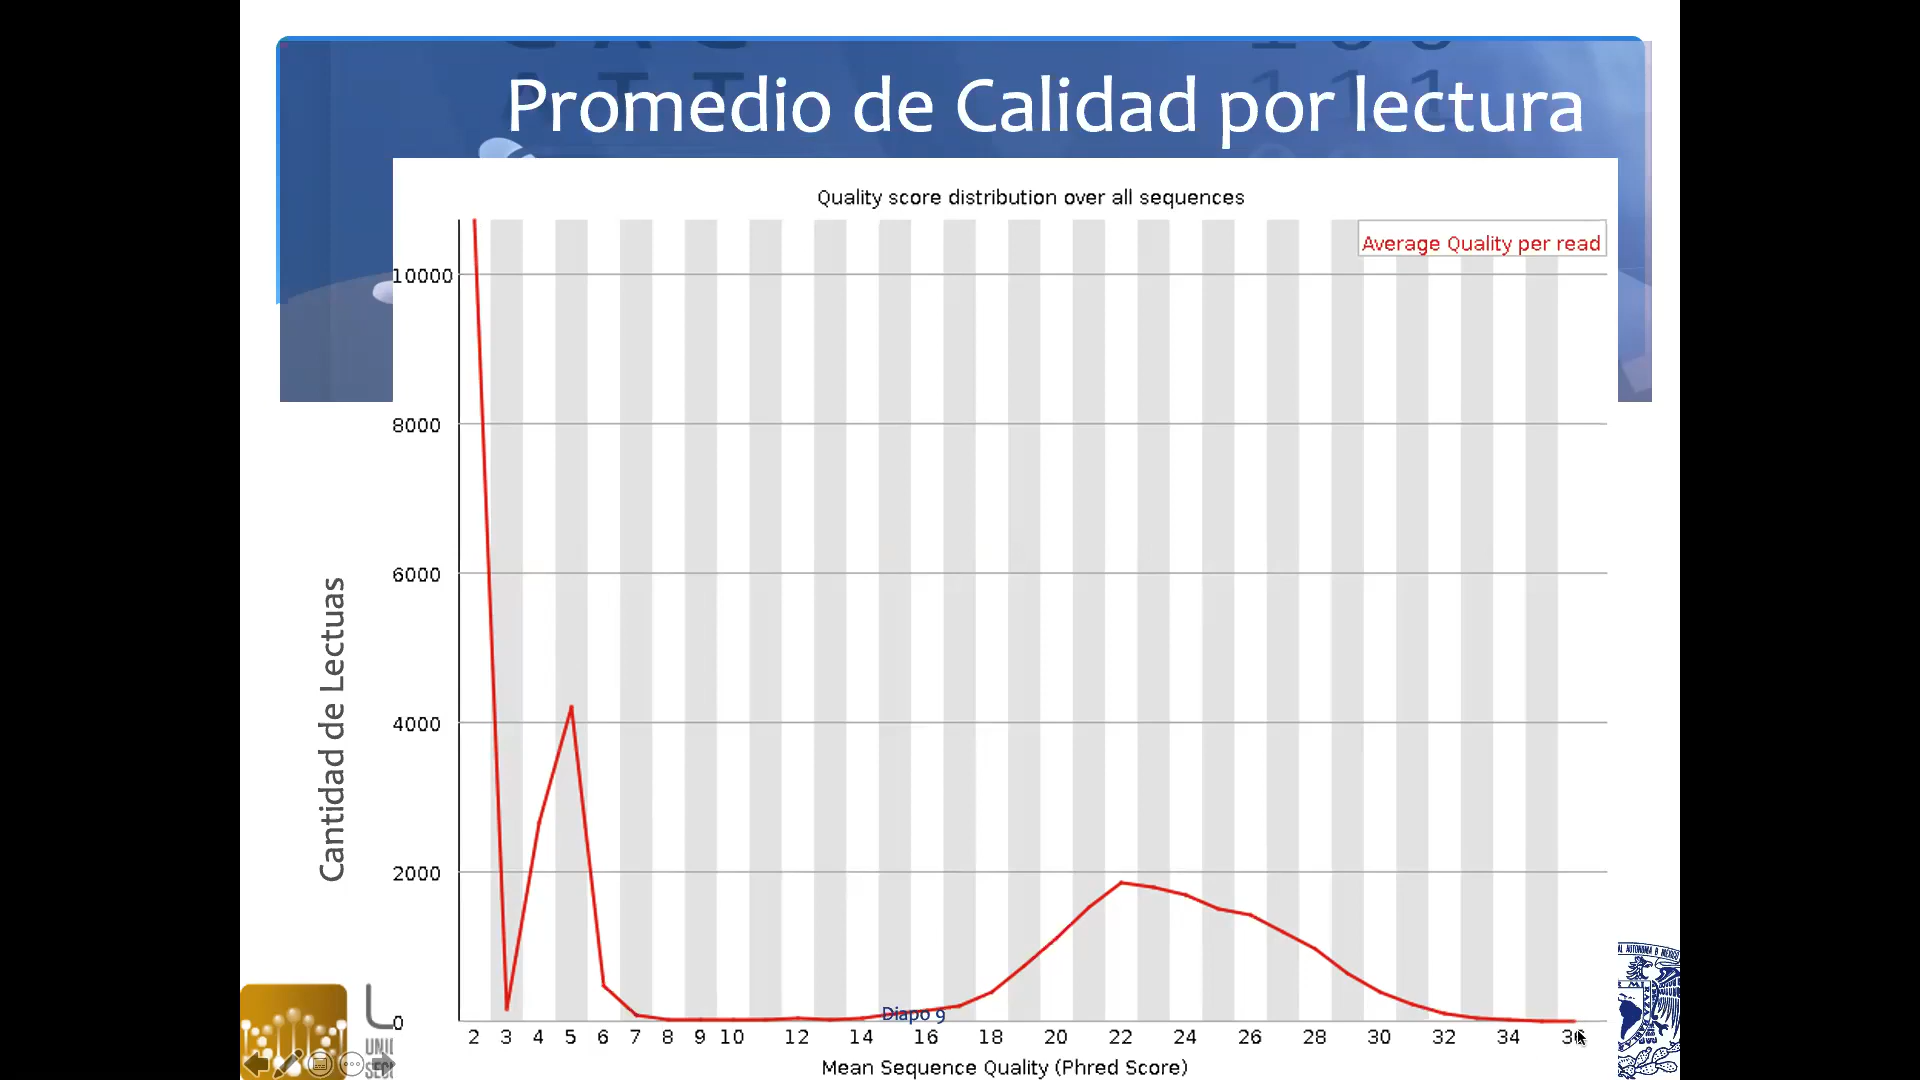 Promedio de Calidad por lectura
Quality score distribution over all sequences
Average Quality per read
10000
8000
6000
4000
2000
0
Cantidad de Lectuas
Diapo 9
2 3 4 5 6 7 8 9 10 12 14 16 18 20 22 24 26 28 30 32 34
Mean Sequence Quality (Phred Score)